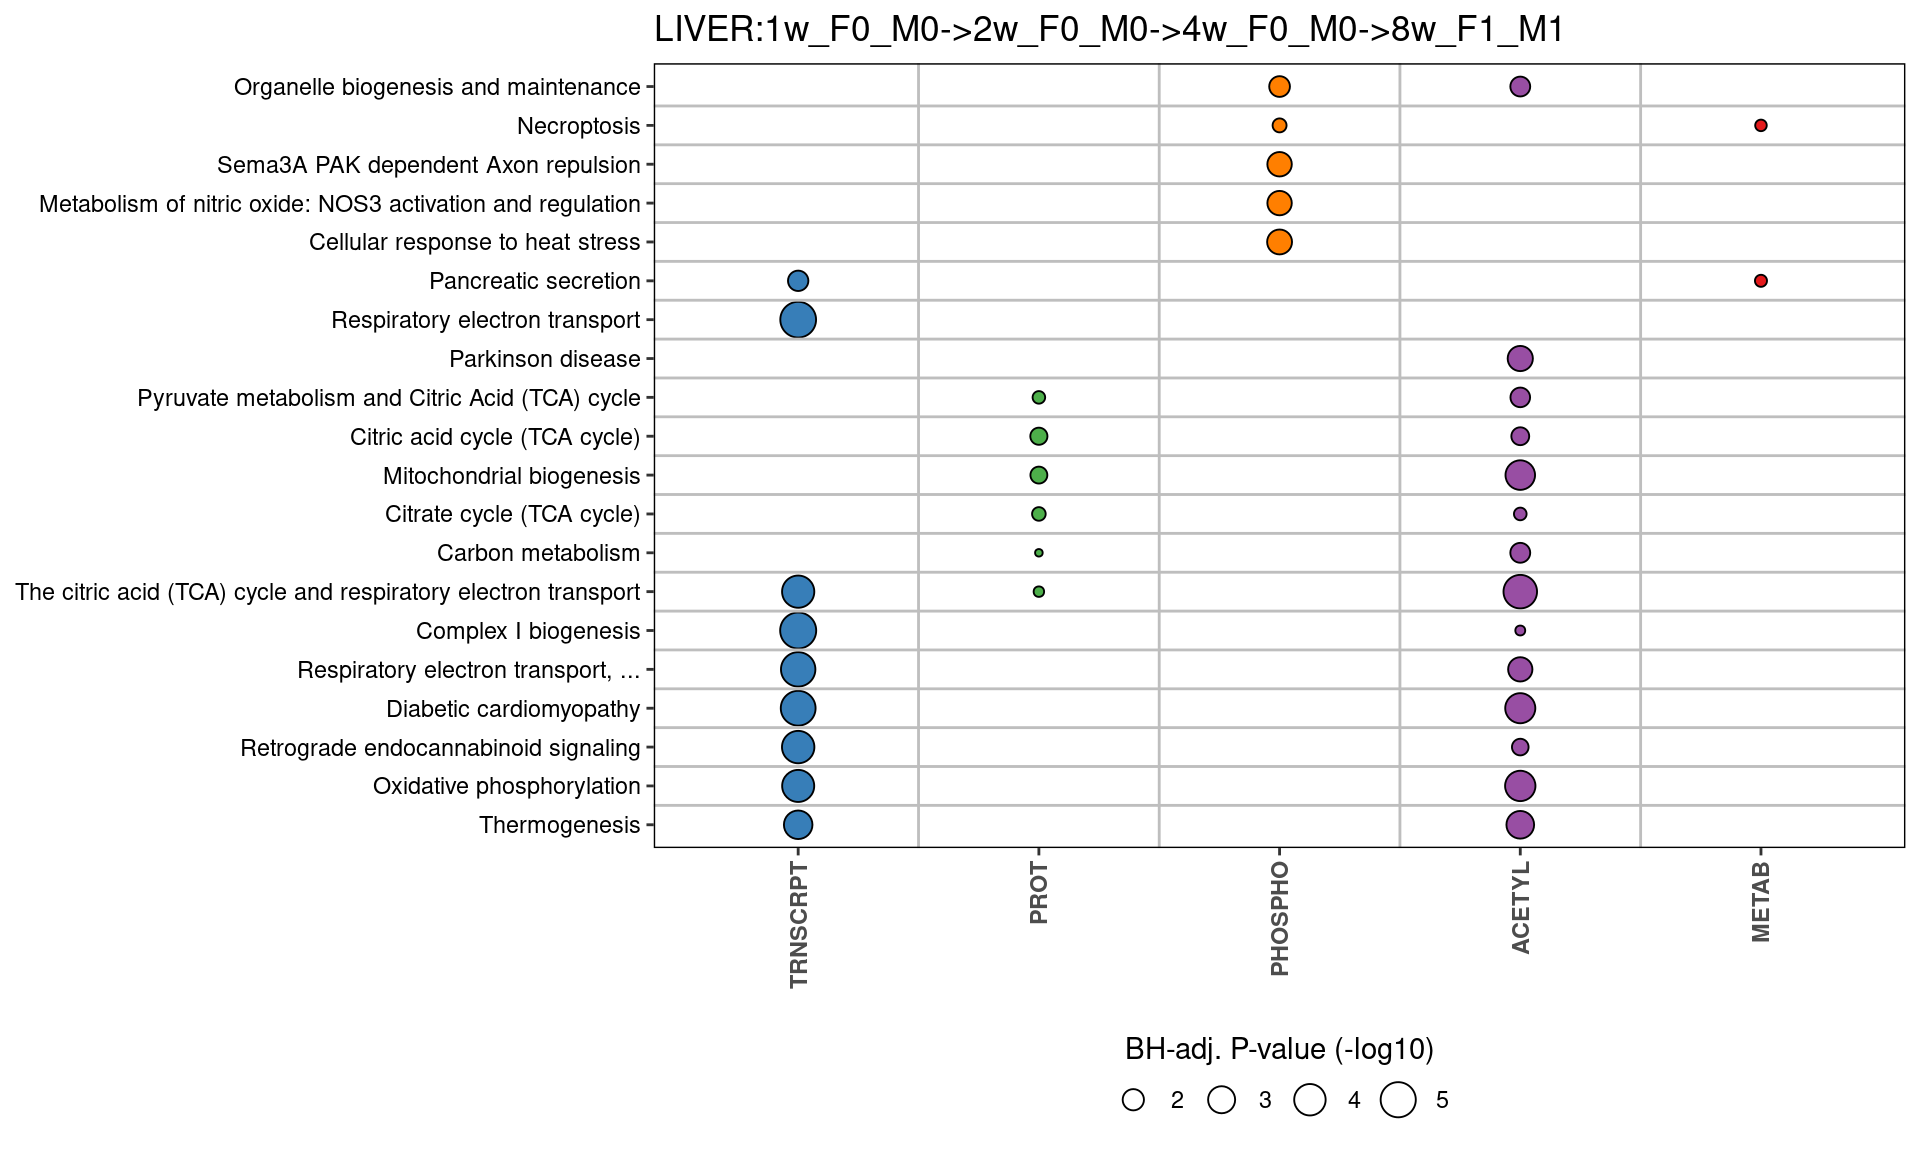 LIVER:1w_F0_M0->2w_F0_M0->4w_F0_M0->8w_F1_M1
Organelle biogenesis and maintenance
Necroptosis
Sema3A PAK dependent Axon repulsion
Metabolism of nitric oxide: NOS3 activation and regulation
Cellular response to heat stress
Pancreatic secretion
Respiratory electron transport
Parkinson disease
Pyruvate metabolism and Citric Acid (TCA) cycle
Citric acid cycle (TCA cycle)
Mitochondrial biogenesis
Citrate cycle (TCA cycle)
Carbon metabolism
The citric acid (TCA) cycle and respiratory electron transport
Complex I biogenesis
Respiratory electron transport, ...
Diabetic cardiomyopathy
Retrograde endocannabinoid signaling
Oxidative phosphorylation
Thermogenesis
TRNSCRPT
PROT
PHOSPHO
ACETYL
METAB
BH-adj. P-value (-log10)
2 3 4 5